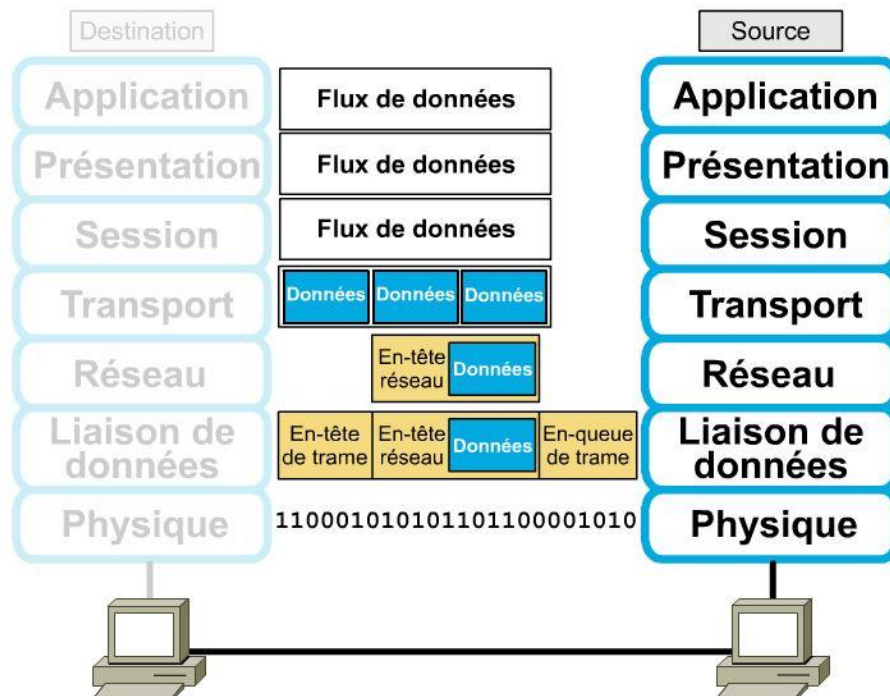 Destination
Source
Application
Flux de données
Application
Présentation
Flux de données
Présentation
Session
Flux de données
Session
Transport
Données Données Données
Transport
Réseau
En-tête
réseau
Données
Réseau
Liaison de
données
En-tête
de trame
En-tête
réseau
Données
En-queue
de trame
Liaison de
données
Physique
110001010101101100001010
Physique